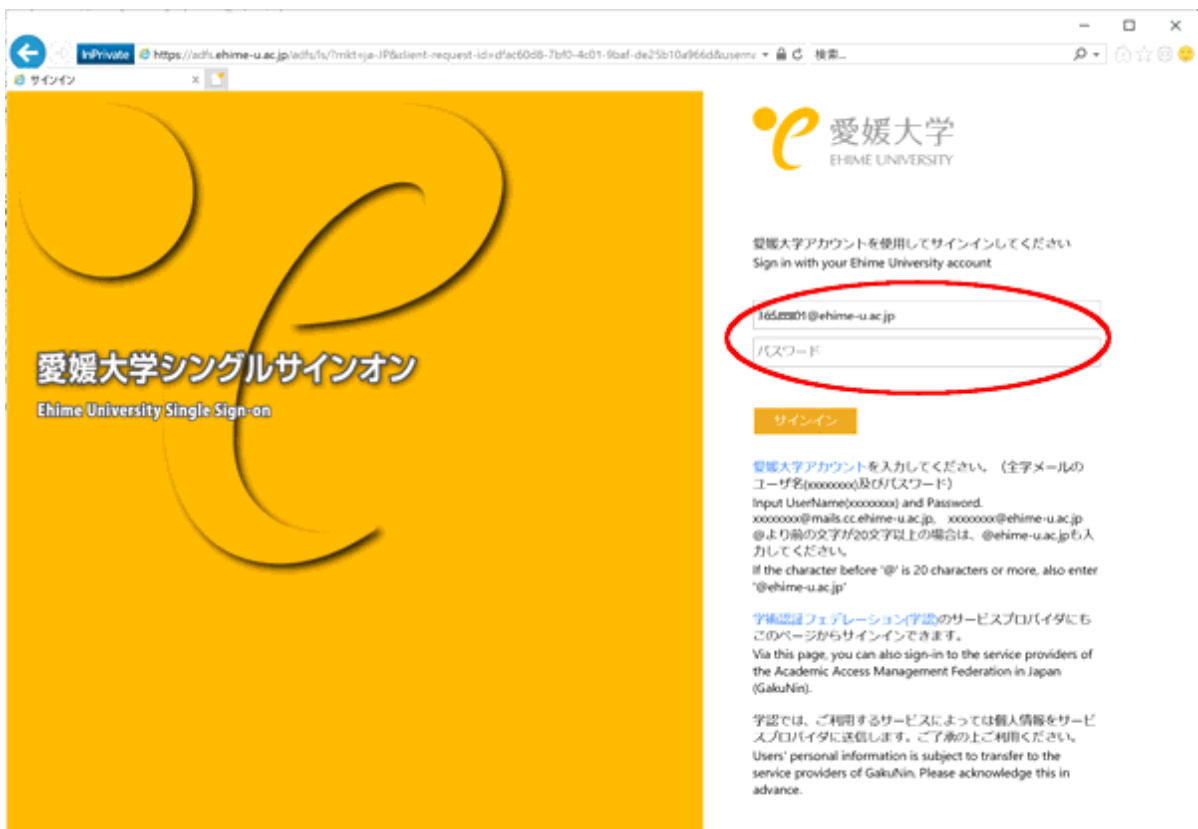 InPrivate https://adfs.ehime-u.ac.jp/adfs/ls/?mkt=ja-JP&client-request-id=dfac60d8-7bf0-4c01-9baf-de25b10a966d&userna 検索...
サインイン
愛媛大学
EHIME UNIVERSITY
愛媛大学アカウントを使用してサインインしてください
Sign in with your Ehime University account
@ehime-u.ac.jp
パスワード
愛媛大学シングルサインオン
Ehime University Single Sign-on
サインイン
愛媛大学アカウントを入力してください。（全学メールの
ユーザ名(xxxxxxxx)及びパスワード）
Input UserName(xxxxxxxx) and Password.
xxxxxxxx@mails.cc.ehime-u.ac.jp, xxxxxxxx@ehime-u.ac.jp
@より前の文字が20文字以上の場合は、@ehime-u.ac.jpも入
力してください。
If the character before '@' is 20 characters or more, also enter
'@ehime-u.ac.jp'
学術認証フェデレーション(学認)のサービスプロバイダにも
このページからサインインできます。
Via this page, you can also sign-in to the service providers of
the Academic Access Management Federation in Japan
(GakuNin).
学認では、ご利用するサービスによっては個人情報をサービ
スプロバイダに送信します。ご了承の上ご利用ください。
Users' personal information is subject to transfer to the
service providers of GakuNin. Please acknowledge this in
advance.